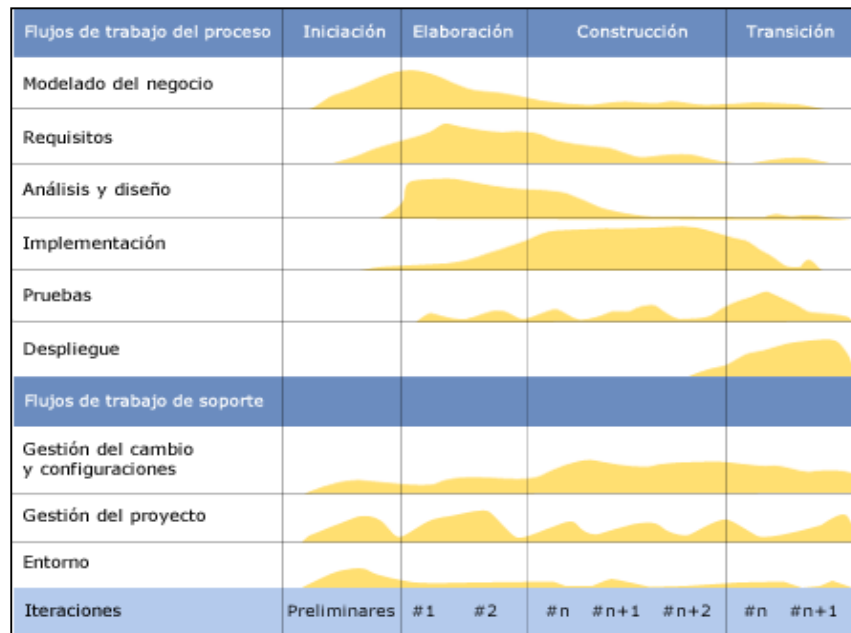 Flujos de trabajo del proceso Iniciación Elaboración Construcción Transición
Modelado del negocio
Requisitos
Análisis y diseño
Implementación
Pruebas
Despliegue
Flujos de trabajo de soporte
Gestión del cambio
y configuraciones
Gestión del proyecto
Entorno
Iteraciones Preliminares #1 #2 #n #n+1 #n+2 #n #n+1